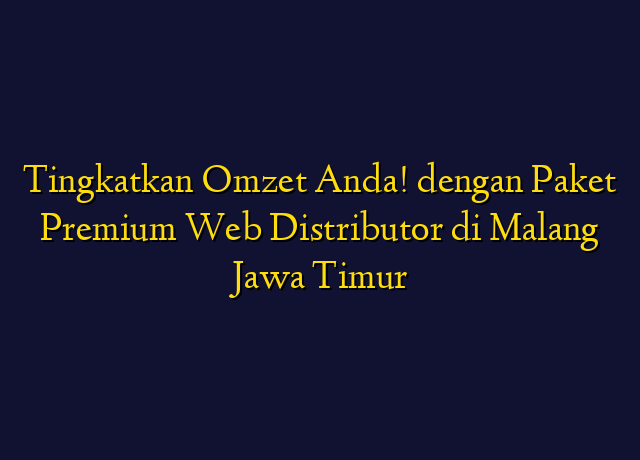 Tingkatkan Omzet Anda! dengan Paket
Premium Web Distributor di Malang
Jawa Timur